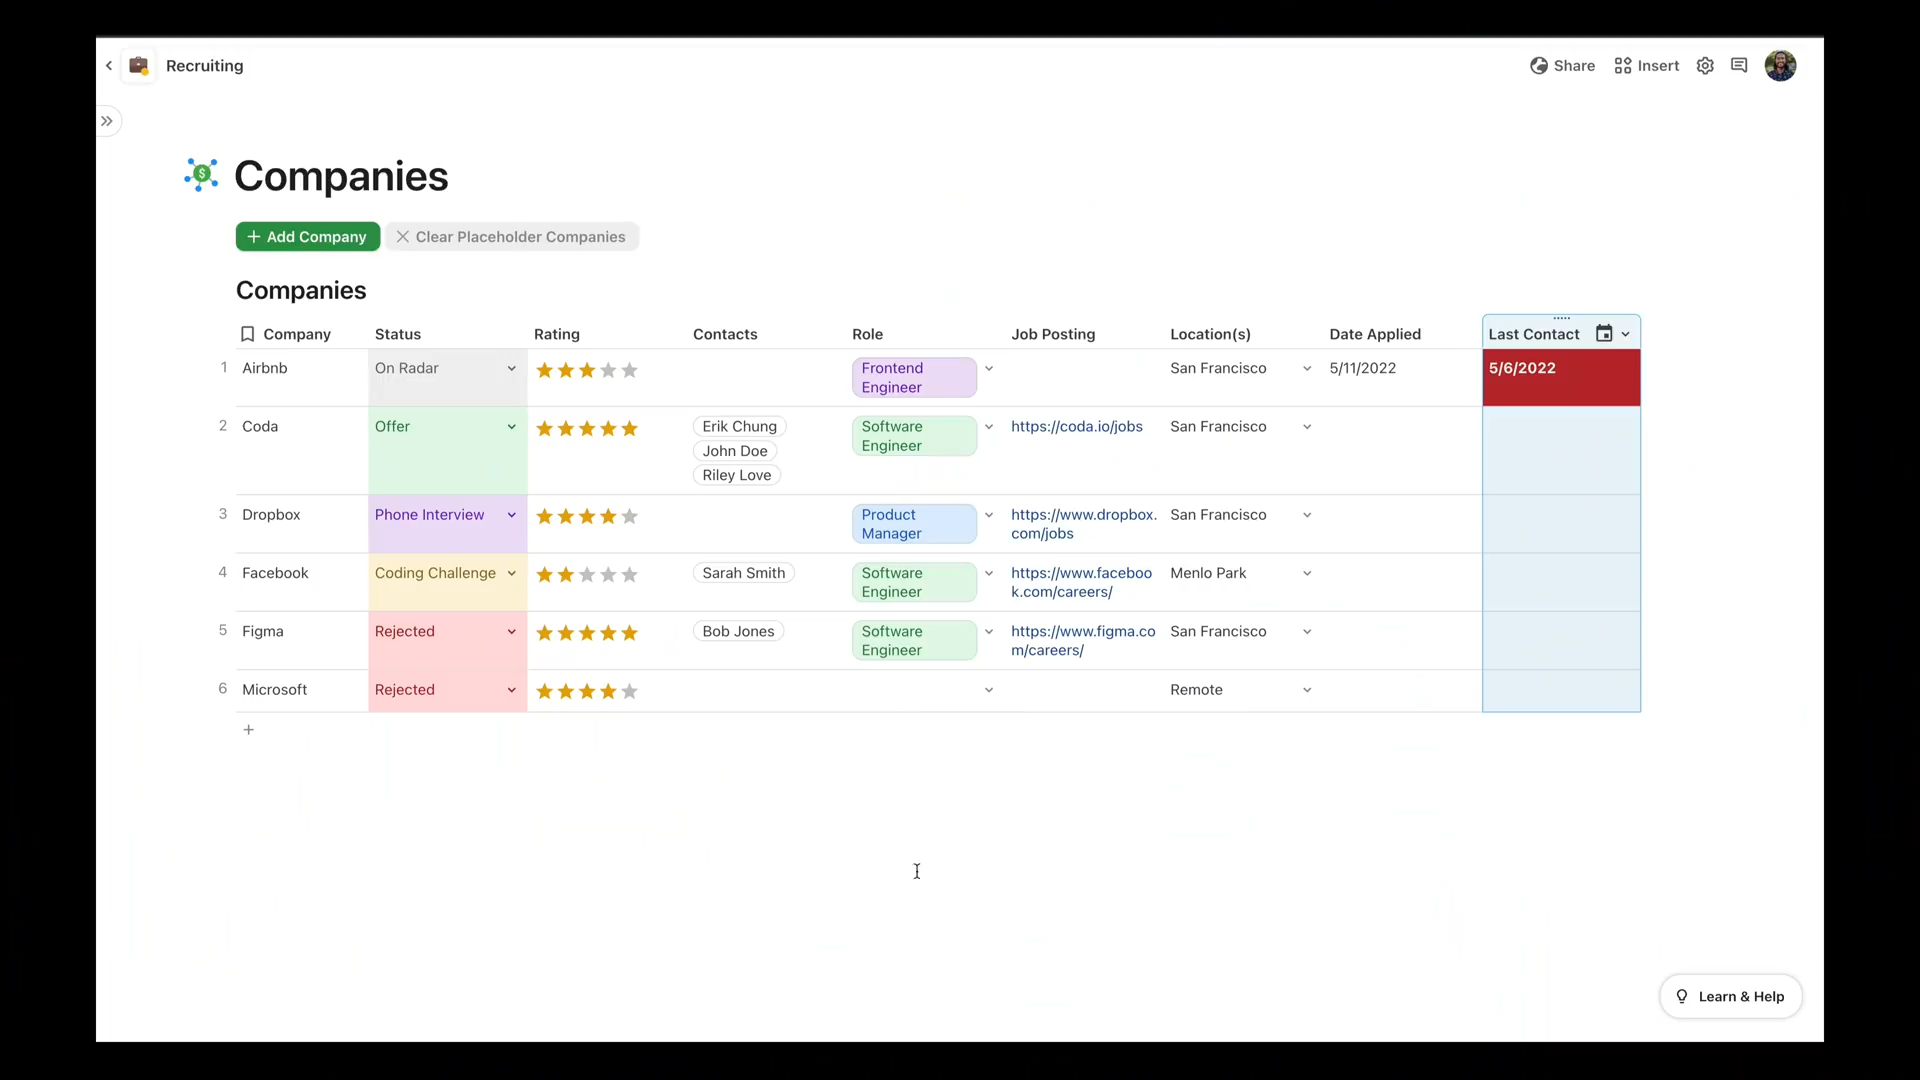 Recruiting
Share
Insert
$
Companies
+ Add Company
Clear Placeholder Companies
Companies
Company Status Rating Contacts Role Job Posting Location(s) Date Applied Last Contact
1 Airbnb On Radar Frontend San Francisco 5/11/2022 5/6/2022
Engineer
2 Coda Offer Erik Chung Software https://coda.io/jobs San Francisco
John Doe Engineer
Riley Love
3 Dropbox Phone Interview Product https://www.dropbox. San Francisco
Manager com/jobs
4 Facebook Coding Challenge Sarah Smith Software https://www.faceboo Menlo Park
Engineer k.com/careers/
5 Figma Rejected Bob Jones Software https://www.figma.co San Francisco
Engineer m/careers/
6 Microsoft Rejected Remote
+
Learn & Help